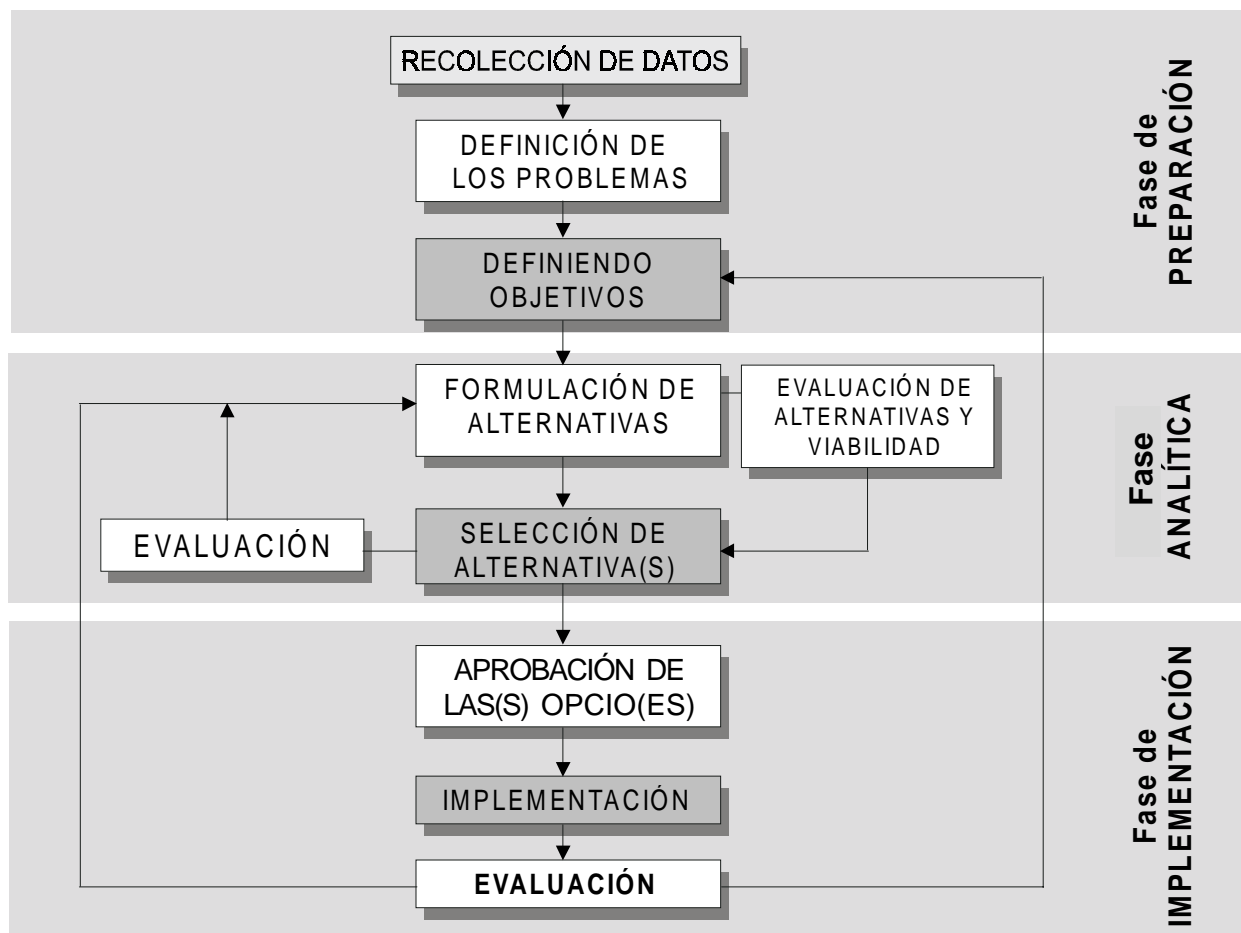 RECOLECCIÓN DE DATOS
DEFINICIÓN DE
LOS PROBLEMAS
DEFINIENDO
OBJETIVOS
Fase de
PREPARACIÓN
FORMULACIÓN DE
ALTERNATIVAS
EVALUACIÓN DE
ALTERNATIVAS Y
VIABILIDAD
EVALUACIÓN
SELECCIÓN DE
ALTERNATIVA(S)
Fase
ANALÍTICA
APROBACIÓN DE
LAS(S) OPCIO(ES)
IMPLEMENTACIÓN
EVALUACIÓN
Fase de
IMPLEMENTACIÓN